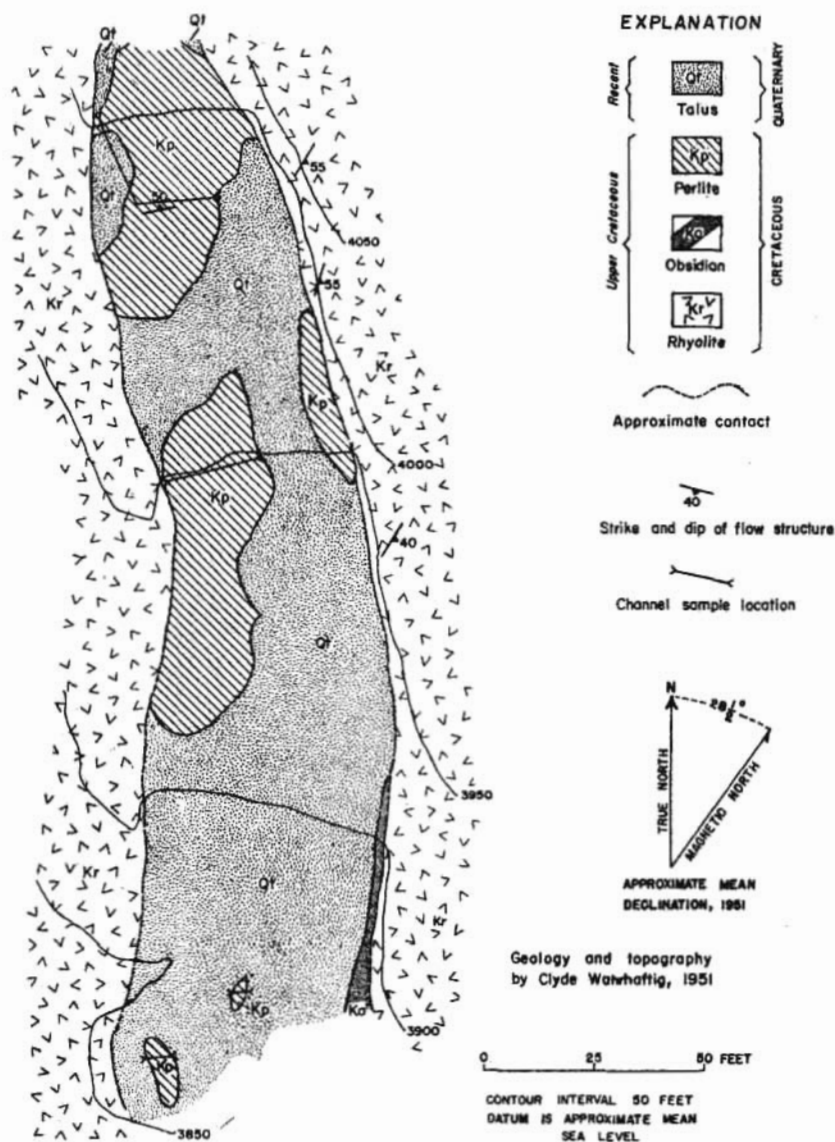 Qt
Qt
Kp
55
Qt
50
4050
Qt
55
Kr
Kr
Kp
4000
Kp
40
Qt
3950
Kr
Qt
Kr
Kp
Ko
3900
Kp
3850
EXPLANATION
Recent
Qt
Talus
QUATERNARY
Upper Cretaceous
Kp
Perlite
Ko
Obsidian
Kr
Rhyolite
CRETACEOUS
Approximate contact
40
Strike and dip of flow structure
Channel sample location
N
TRUE NORTH
MAGNETIC NORTH
APPROXIMATE MEAN
DECLINATION, 1951
Geology and topography
by Clyde Wahrhaftig, 1951
0 25 50 FEET
CONTOUR INTERVAL 50 FEET
DATUM IS APPROXIMATE MEAN
SEA LEVEL